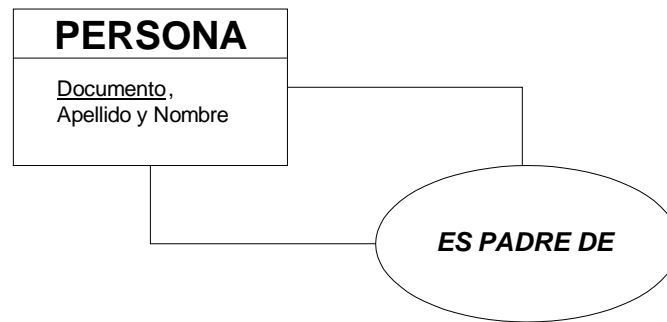 PERSONA
Documento,
Apellido y Nombre
ES PADRE DE